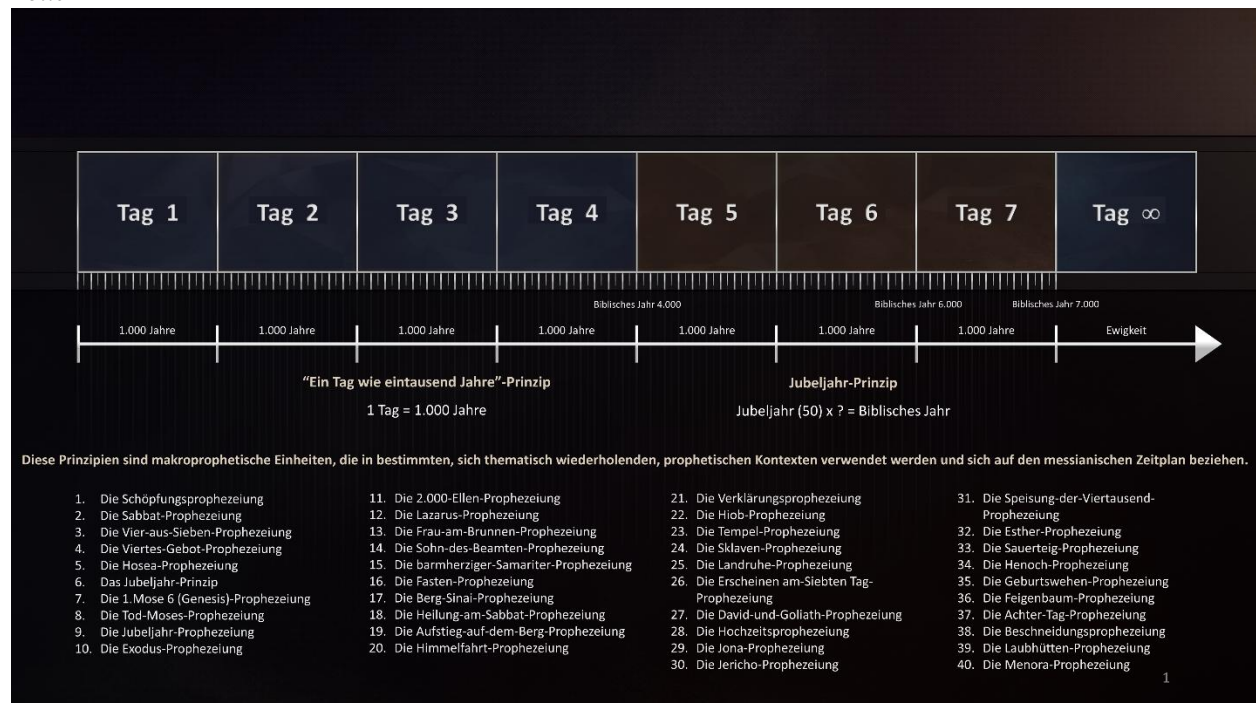 Tag 1
Tag 2
Tag 3
Tag 4
Tag 5
Tag 6
Tag 7
Tag ∞
Biblisches Jahr 4.000
Biblisches Jahr 6.000
Biblisches Jahr 7.000
1.000 Jahre
1.000 Jahre
1.000 Jahre
1.000 Jahre
1.000 Jahre
1.000 Jahre
1.000 Jahre
Ewigkeit
“Ein Tag wie eintausend Jahre”-Prinzip
1 Tag = 1.000 Jahre
Jubeljahr-Prinzip
Jubeljahr (50) x ? = Biblisches Jahr
Diese Prinzipien sind makroprophetische Einheiten, die in bestimmten, sich thematisch wiederholenden, prophetischen Kontexten verwendet werden und sich auf den messianischen Zeitplan beziehen.
1. Die Schöpfungsprophezeiung
2. Die Sabbat-Prophezeiung
3. Die Vier-aus-Sieben-Prophezeiung
4. Die Viertes-Gebot-Prophezeiung
5. Die Hosea-Prophezeiung
6. Das Jubeljahr-Prinzip
7. Die 1.Mose 6 (Genesis)-Prophezeiung
8. Die Tod-Moses-Prophezeiung
9. Die Jubeljahr-Prophezeiung
10. Die Exodus-Prophezeiung
11. Die 2.000-Ellen-Prophezeiung
12. Die Lazarus-Prophezeiung
13. Die Frau-am-Brunnen-Prophezeiung
14. Die Sohn-des-Beamten-Prophezeiung
15. Die barmherziger-Samariter-Prophezeiung
16. Die Fasten-Prophezeiung
17. Die Berg-Sinai-Prophezeiung
18. Die Heilung-am-Sabbat-Prophezeiung
19. Die Aufstieg-auf-dem-Berg-Prophezeiung
20. Die Himmelfahrt-Prophezeiung
21. Die Verklärungsprophezeiung
22. Die Hiob-Prophezeiung
23. Die Tempel-Prophezeiung
24. Die Sklaven-Prophezeiung
25. Die Landruhe-Prophezeiung
26. Die Erscheinen am-Siebten Tag-
Prophezeiung
27. Die David-und-Goliath-Prophezeiung
28. Die Hochzeitsprophezeiung
29. Die Jona-Prophezeiung
30. Die Jericho-Prophezeiung
31. Die Speisung-der-Viertausend-
Prophezeiung
32. Die Esther-Prophezeiung
33. Die Sauerteig-Prophezeiung
34. Die Henoch-Prophezeiung
35. Die Geburtswehen-Prophezeiung
36. Die Feigenbaum-Prophezeiung
37. Die Achter-Tag-Prophezeiung
38. Die Beschneidungsprophezeiung
39. Die Laubhütten-Prophezeiung
40. Die Menora-Prophezeiung
1